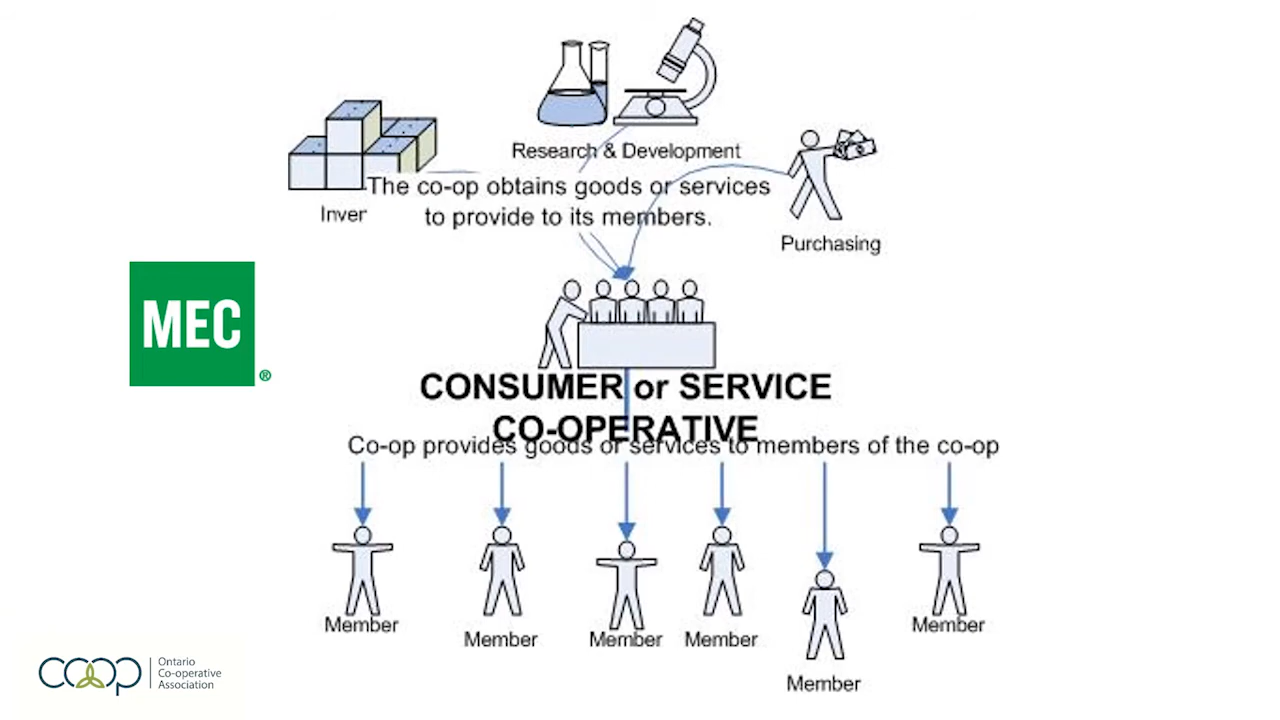 Research & Development
The co-op obtains goods or services
to provide to its members.
Inver
Purchasing
MEC
®
CONSUMER or SERVICE
CO-OPERATIVE
Co-op provides goods or services to members of the co-op
Member
Member
Member
Member
Member
Member
COOP
Ontario
Co-operative
Association